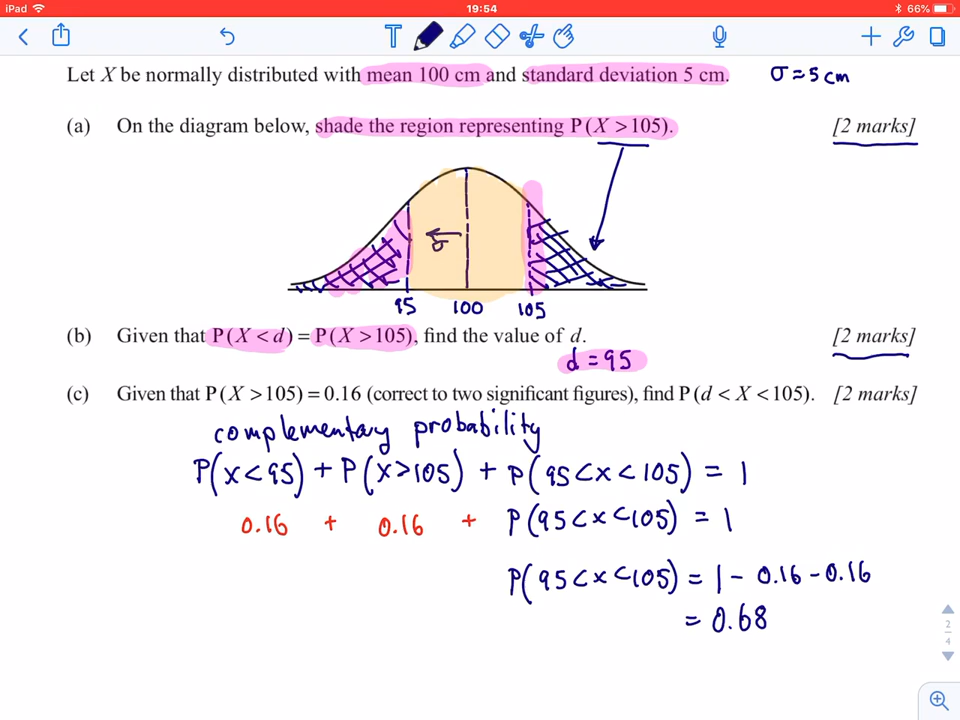 iPad 19:54 66%
T
Let X be normally distributed with mean 100 cm and standard deviation 5 cm. σ = 5 cm
(a) On the diagram below, shade the region representing P(X > 105). [2 marks]
σ
95 100 105
(b) Given that P(X < d) = P(X > 105), find the value of d. [2 marks]
d = 95
(c) Given that P(X > 105) = 0.16 (correct to two significant figures), find P(d < X < 105). [2 marks]
complementary probability
P(x < 95) + P(x > 105) + P(95 < x < 105) = 1
0.16 + 0.16 + P(95 < x < 105) = 1
P(95 < x < 105) = 1 - 0.16 - 0.16
= 0.68
2
4